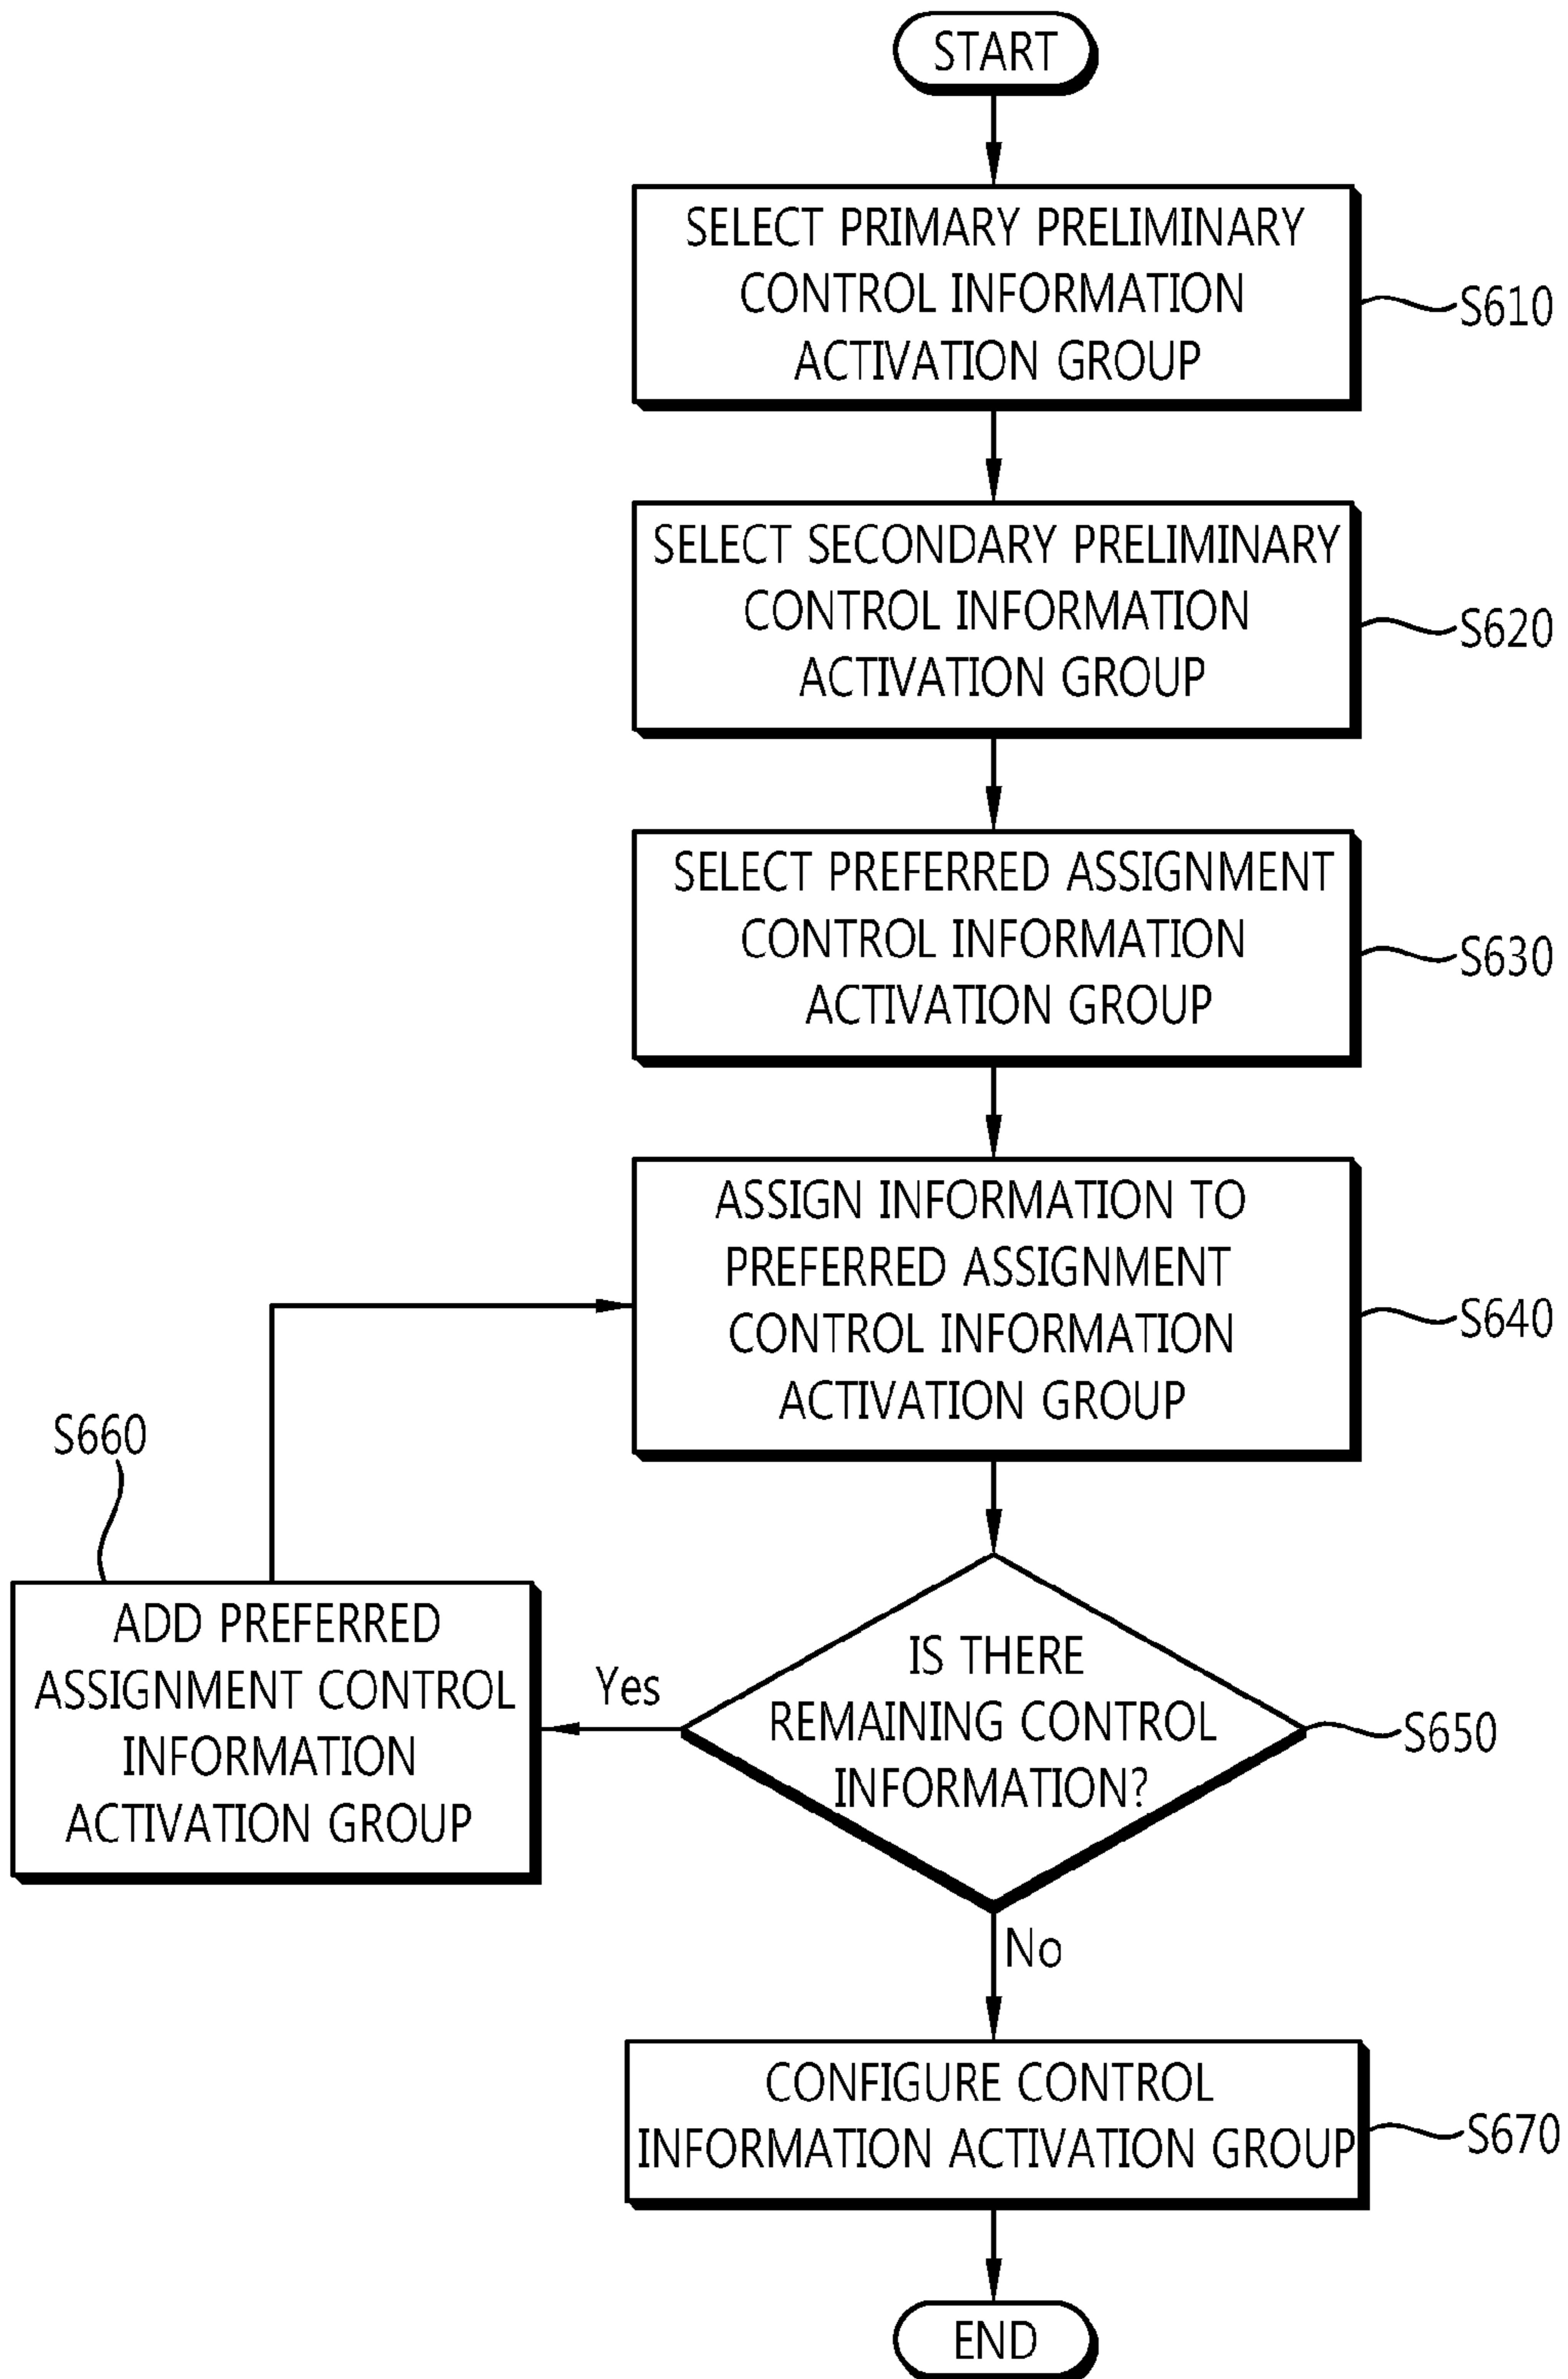 START
SELECT PRIMARY PRELIMINARY
CONTROL INFORMATION
ACTIVATION GROUP
S610
SELECT SECONDARY PRELIMINARY
CONTROL INFORMATION
ACTIVATION GROUP
S620
SELECT PREFERRED ASSIGNMENT
CONTROL INFORMATION
ACTIVATION GROUP
S630
ASSIGN INFORMATION TO
PREFERRED ASSIGNMENT
CONTROL INFORMATION
ACTIVATION GROUP
S640
S660
ADD PREFERRED
ASSIGNMENT CONTROL
INFORMATION
ACTIVATION GROUP
Yes
IS THERE
REMAINING CONTROL
INFORMATION?
S650
No
CONFIGURE CONTROL
INFORMATION ACTIVATION GROUP
S670
END